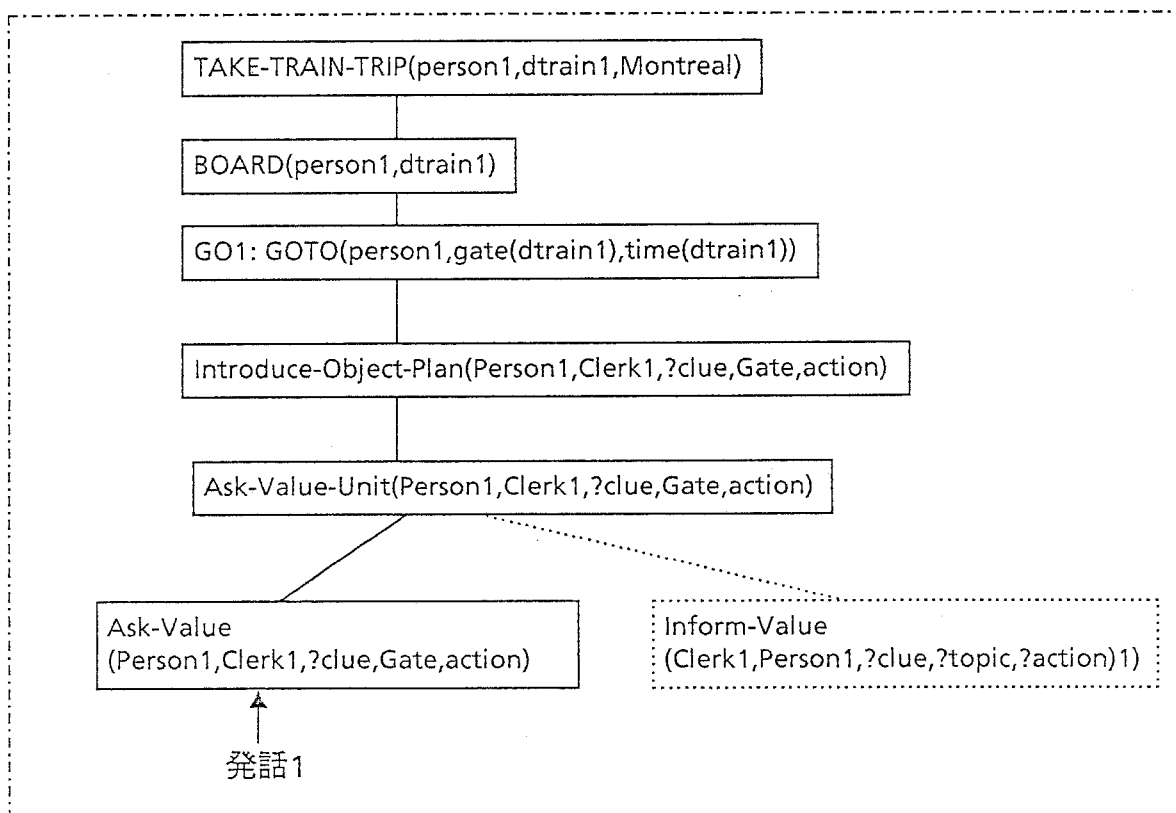 TAKE-TRAIN-TRIP(person1,dtrain1,Montreal)
BOARD(person1,dtrain1)
GO1: GOTO(person1,gate(dtrain1),time(dtrain1))
Introduce-Object-Plan(Person1,Clerk1,?clue,Gate,action)
Ask-Value-Unit(Person1,Clerk1,?clue,Gate,action)
Ask-Value
(Person1,Clerk1,?clue,Gate,action)
Inform-Value
(Clerk1,Person1,?clue,?topic,?action)1)
発話1